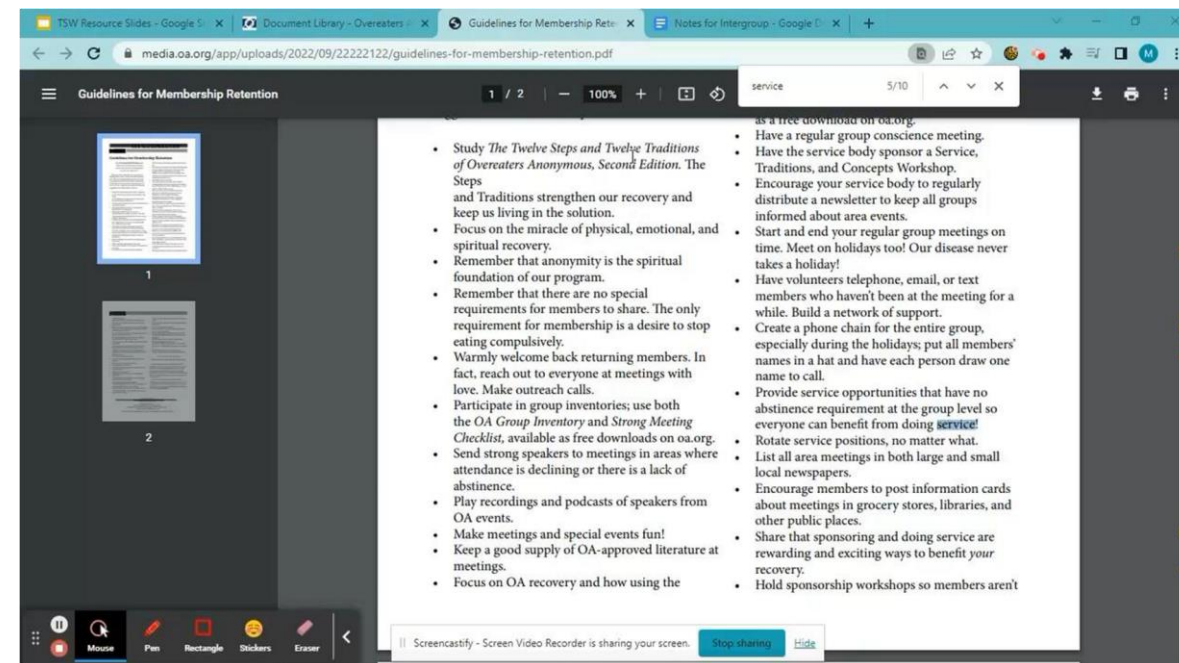 TSW Resource Slides - Google S
Document Library - Overeaters
Guidelines for Membership Rete
Notes for Intergroup - Google D
media.oa.org/app/uploads/2022/09/22222122/guidelines-for-membership-retention.pdf
M
Guidelines for Membership Retention
1 / 2
100%
service
5/10
1
2
• Study The Twelve Steps and Twelve Traditions
of Overeaters Anonymous, Second Edition. The
Steps
and Traditions strengthen our recovery and
keep us living in the solution.
• Focus on the miracle of physical, emotional, and
spiritual recovery.
• Remember that anonymity is the spiritual
foundation of our program.
• Remember that there are no special
requirements for members to share. The only
requirement for membership is a desire to stop
eating compulsively.
• Warmly welcome back returning members. In
fact, reach out to everyone at meetings with
love. Make outreach calls.
• Participate in group inventories; use both
the OA Group Inventory and Strong Meeting
Checklist, available as free downloads on oa.org.
• Send strong speakers to meetings in areas where
attendance is declining or there is a lack of
abstinence.
• Play recordings and podcasts of speakers from
OA events.
• Make meetings and special events fun!
• Keep a good supply of OA-approved literature at
meetings.
• Focus on OA recovery and how using the
as a free download on oa.org.
• Have a regular group conscience meeting.
• Have the service body sponsor a Service,
Traditions, and Concepts Workshop.
• Encourage your service body to regularly
distribute a newsletter to keep all groups
informed about area events.
• Start and end your regular group meetings on
time. Meet on holidays too! Our disease never
takes a holiday!
• Have volunteers telephone, email, or text
members who haven't been at the meeting for a
while. Build a network of support.
• Create a phone chain for the entire group,
especially during the holidays; put all members'
names in a hat and have each person draw one
name to call.
• Provide service opportunities that have no
abstinence requirement at the group level so
everyone can benefit from doing service!
• Rotate service positions, no matter what.
• List all area meetings in both large and small
local newspapers.
• Encourage members to post information cards
about meetings in grocery stores, libraries, and
other public places.
• Share that sponsoring and doing service are
rewarding and exciting ways to benefit your
recovery.
• Hold sponsorship workshops so members aren't
Mouse
Pen
Rectangle
Stickers
Eraser
Screencastify - Screen Video Recorder is sharing your screen.
Stop sharing
Hide